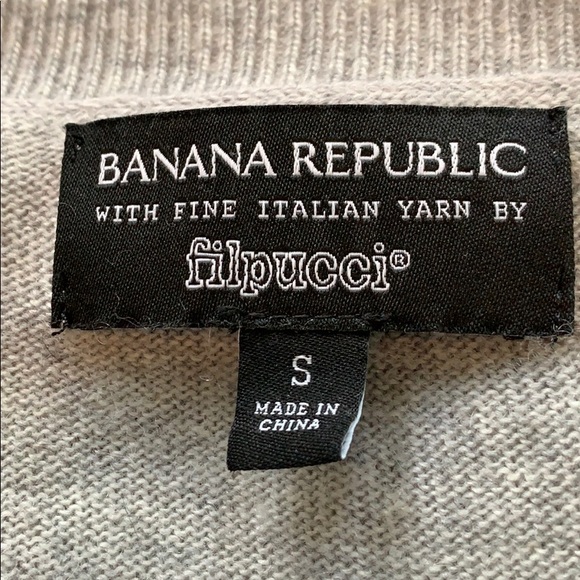 BANANA REPUBLIC
WITH FINE ITALIAN YARN BY
filpucci®
S
MADE IN
CHINA